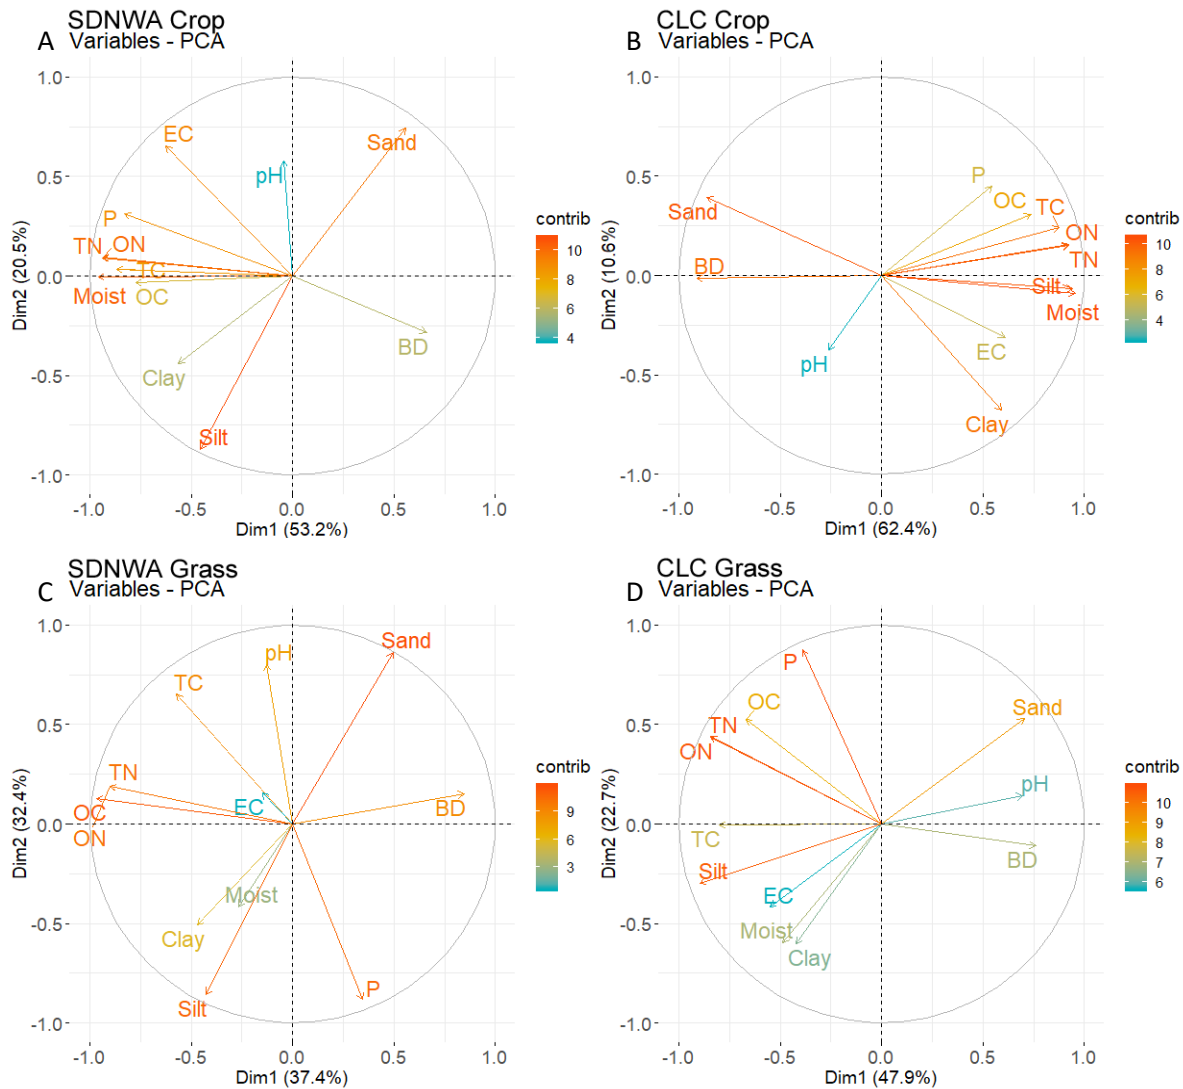 SDNWA Crop
A Variables - PCA
1.0
0.5
0.0
-0.5
-1.0
Dim2 (20.5%)
EC
Sand
pH
P
TN ON
TC
Moist OC
BD
Clay
Silt
-1.0 -0.5 0.0 0.5 1.0
Dim1 (53.2%)
contrib
10
8
6
4
CLC Crop
B Variables - PCA
1.0
0.5
0.0
-0.5
-1.0
Dim2 (10.6%)
P
OC TC
Sand
ON
BD
TN
Silt
Moist
EC
pH
Clay
-1.0 -0.5 0.0 0.5 1.0
Dim1 (62.4%)
contrib
10
8
6
4
SDNWA Grass
C Variables - PCA
1.0
0.5
0.0
-0.5
-1.0
Dim2 (32.4%)
Sand
pH
TC
TN
EC
OC
BD
ON
Moist
Clay
P
Silt
-1.0 -0.5 0.0 0.5 1.0
Dim1 (37.4%)
contrib
9
6
3
CLC Grass
D Variables - PCA
1.0
0.5
0.0
-0.5
-1.0
Dim2 (22.7%)
P
OC
Sand
TN
ON
pH
TC
BD
Silt
EC
Moist
Clay
-1.0 -0.5 0.0 0.5 1.0
Dim1 (47.9%)
contrib
10
9
8
7
6